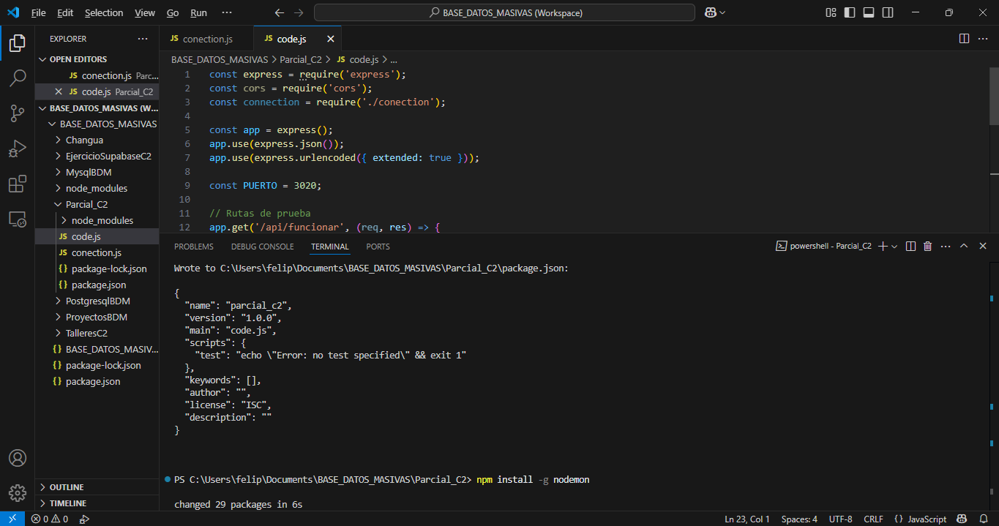 File Edit Selection View Go Run ···
BASE_DATOS_MASIVAS (Workspace)
EXPLORER ···
OPEN EDITORS
JS conection.js Parc...
JS code.js Parcial_C2
BASE_DATOS_MASIVAS (W...
BASE_DATOS_MASIVAS
Changua
EjercicioSupabaseC2
MysqlBDM
node_modules
Parcial_C2
node_modules
JS code.js
JS conection.js
{} package-lock.json
{} package.json
PostgresqlBDM
ProyectosBDM
TalleresC2
{} BASE_DATOS_MASIV...
{} package-lock.json
{} package.json
OUTLINE
TIMELINE
JS conection.js
JS code.js
BASE_DATOS_MASIVAS > Parcial_C2 > JS code.js > ...
1 const express = require('express');
2 const cors = require('cors');
3 const connection = require('./conection');
4
5 const app = express();
6 app.use(express.json());
7 app.use(express.urlencoded({ extended: true }));
8
9 const PUERTO = 3020;
10
11 // Rutas de prueba
12 app.get('/api/funcionar', (req, res) => {
PROBLEMS DEBUG CONSOLE TERMINAL PORTS
powershell - Parcial_C2
Wrote to C:\Users\felip\Documents\BASE_DATOS_MASIVAS\Parcial_C2\package.json:
{
"name": "parcial_c2",
"version": "1.0.0",
"main": "code.js",
"scripts": {
"test": "echo \"Error: no test specified\" && exit 1"
},
"keywords": [],
"author": "",
"license": "ISC",
"description": ""
}
PS C:\Users\felip\Documents\BASE_DATOS_MASIVAS\Parcial_C2> npm install -g nodemon
changed 29 packages in 6s
0 0
Ln 23, Col 1 Spaces: 4 UTF-8 CRLF {} JavaScript